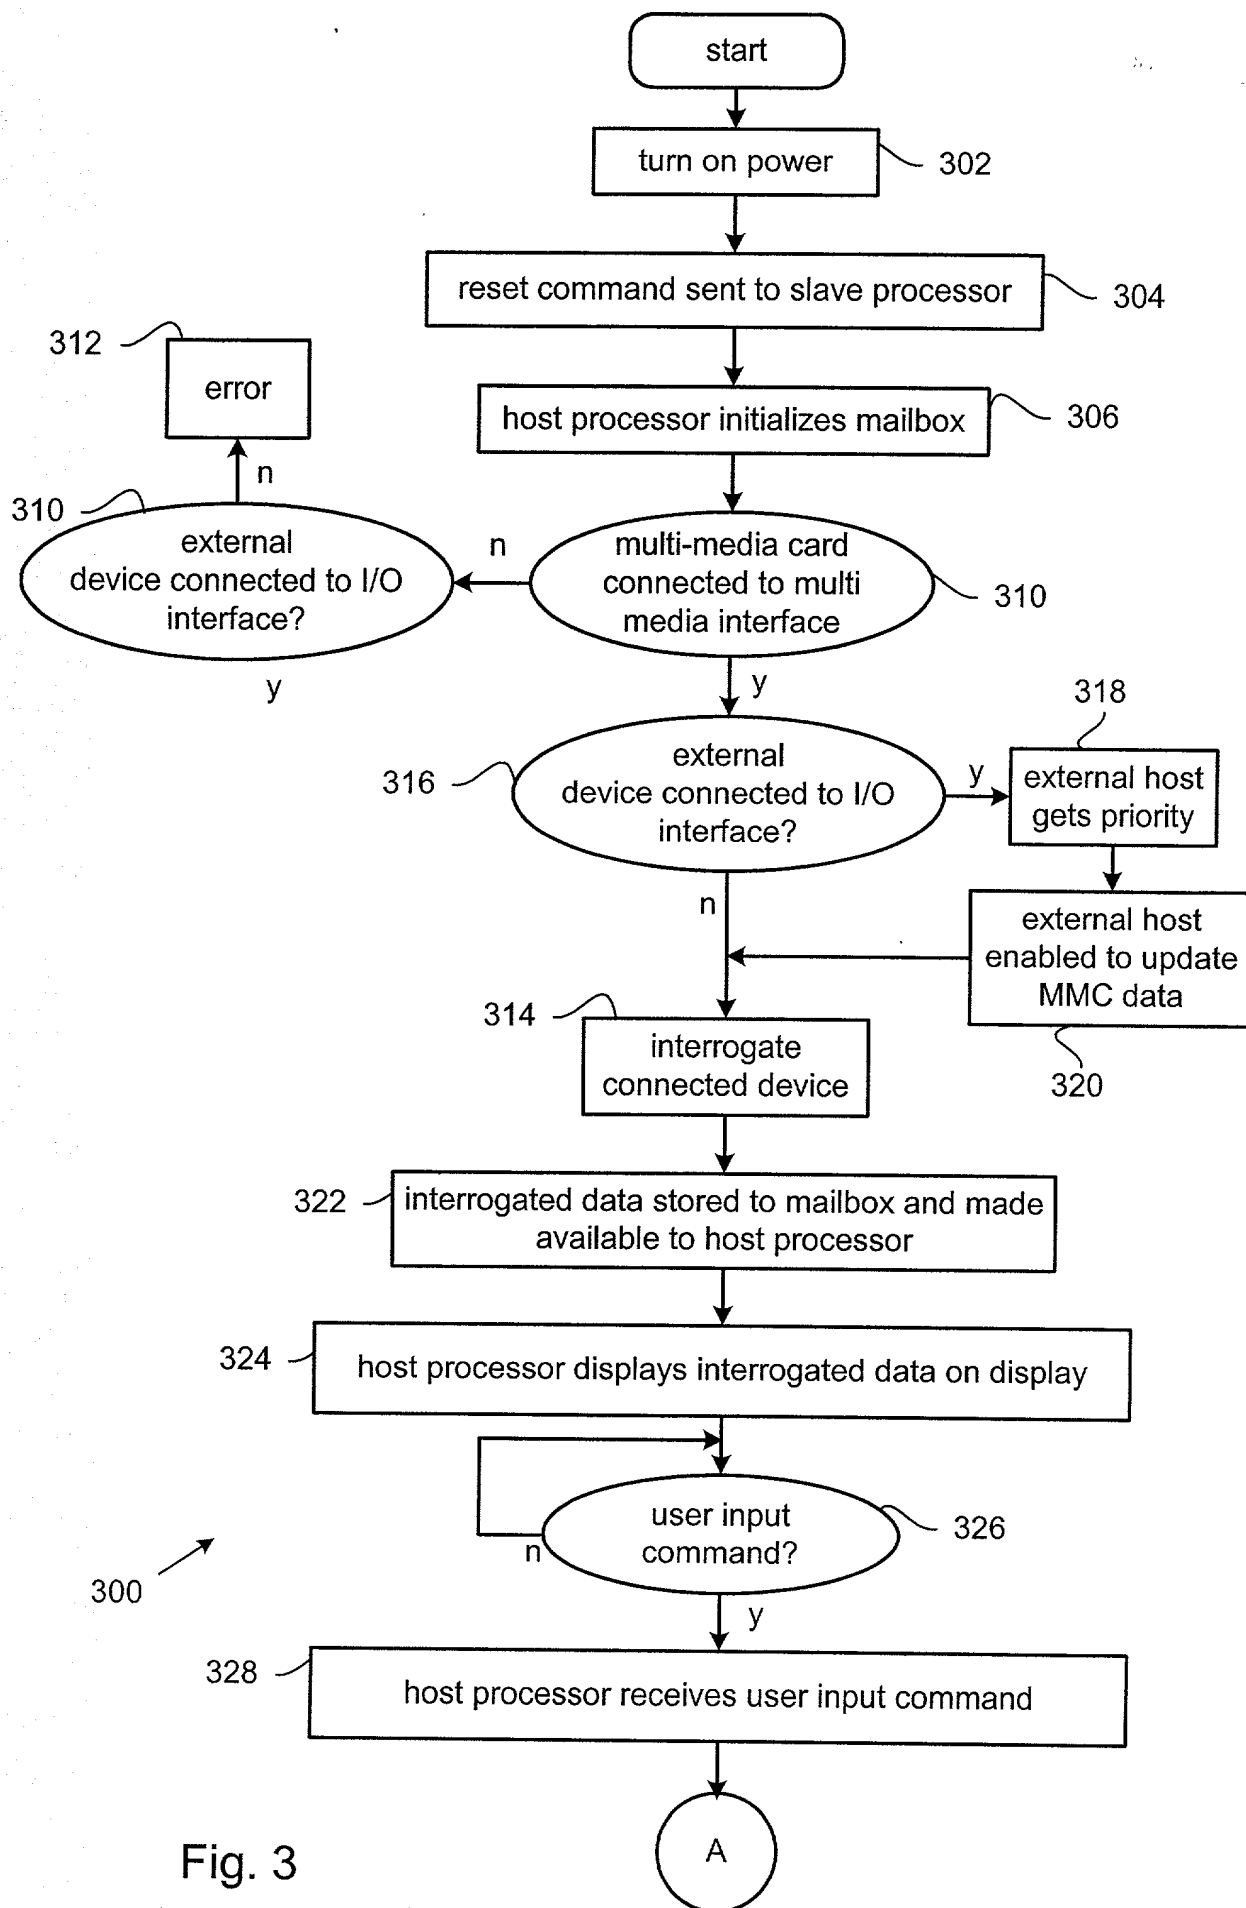 start
turn on power
302
reset command sent to slave processor
304
312
error
host processor initializes mailbox
306
n
310
external
device connected to I/O
interface?
n
multi-media card
connected to multi
media interface
310
y
y
318
316
external
device connected to I/O
interface?
y
external host
gets priority
n
external host
enabled to update
MMC data
314
interrogate
connected device
320
322
interrogated data stored to mailbox and made
available to host processor
324
host processor displays interrogated data on display
user input
command?
326
n
300
y
328
host processor receives user input command
A
Fig. 3